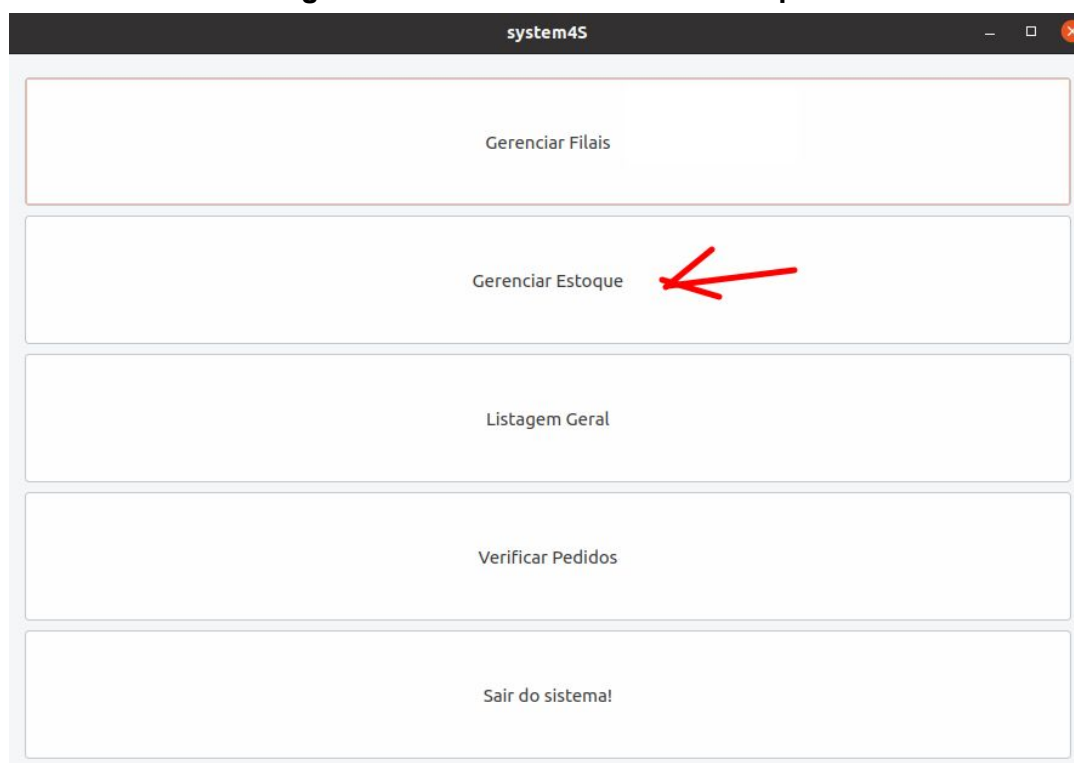 system4S
Gerenciar Filais
Gerenciar Estoque
Listagem Geral
Verificar Pedidos
Sair do sistema!